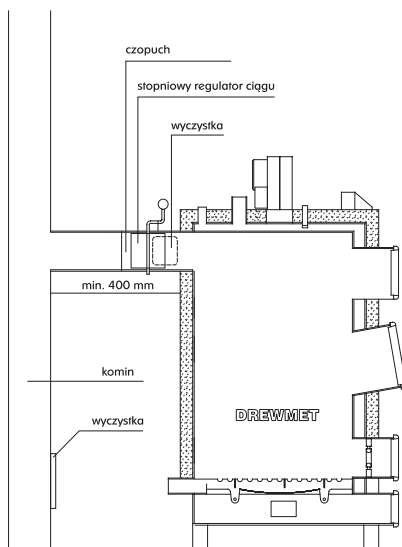 czopuch
stopniowy regulator ciągu
wyczystka
min. 400 mm
komin
wyczystka
DREWMET